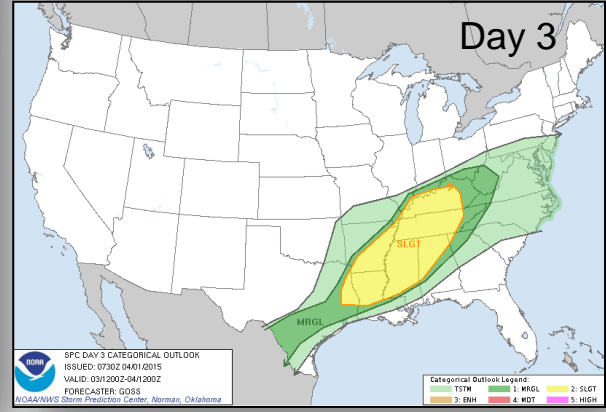 Day 3
SLGT
MRGL
NOAA
SPC DAY 3 CATEGORICAL OUTLOOK
ISSUED: 0730Z 04/01/2015
VALID: 03/1200Z-04/1200Z
FORECASTER: GOSS
NOAA/NWS Storm Prediction Center, Norman, Oklahoma
Categorical Outlook Legend:
TSTM 1: MRGL 2: SLGT
3: ENH 4: MDT 5: HIGH